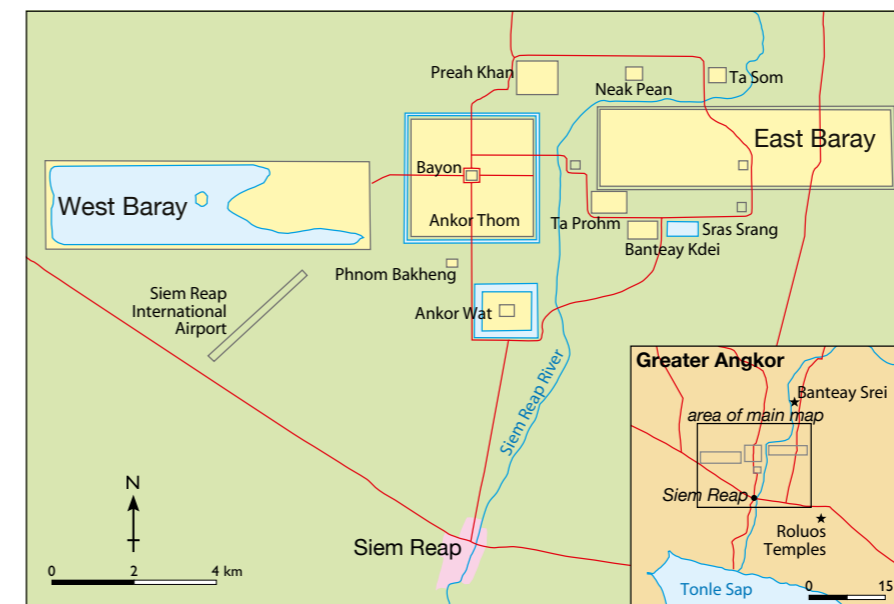 Preah Khan
Neak Pean
Ta Som
East Baray
Bayon
West Baray
Ankor Thom
Ta Prohm
Sras Srang
Banteay Kdei
Phnom Bakheng
Siem Reap
International
Airport
Ankor Wat
Siem Reap River
Greater Angkor
Banteay Srei
area of main map
Siem Reap
Roluos
Temples
Tonle Sap
0 15
N
Siem Reap
0 2 4 km